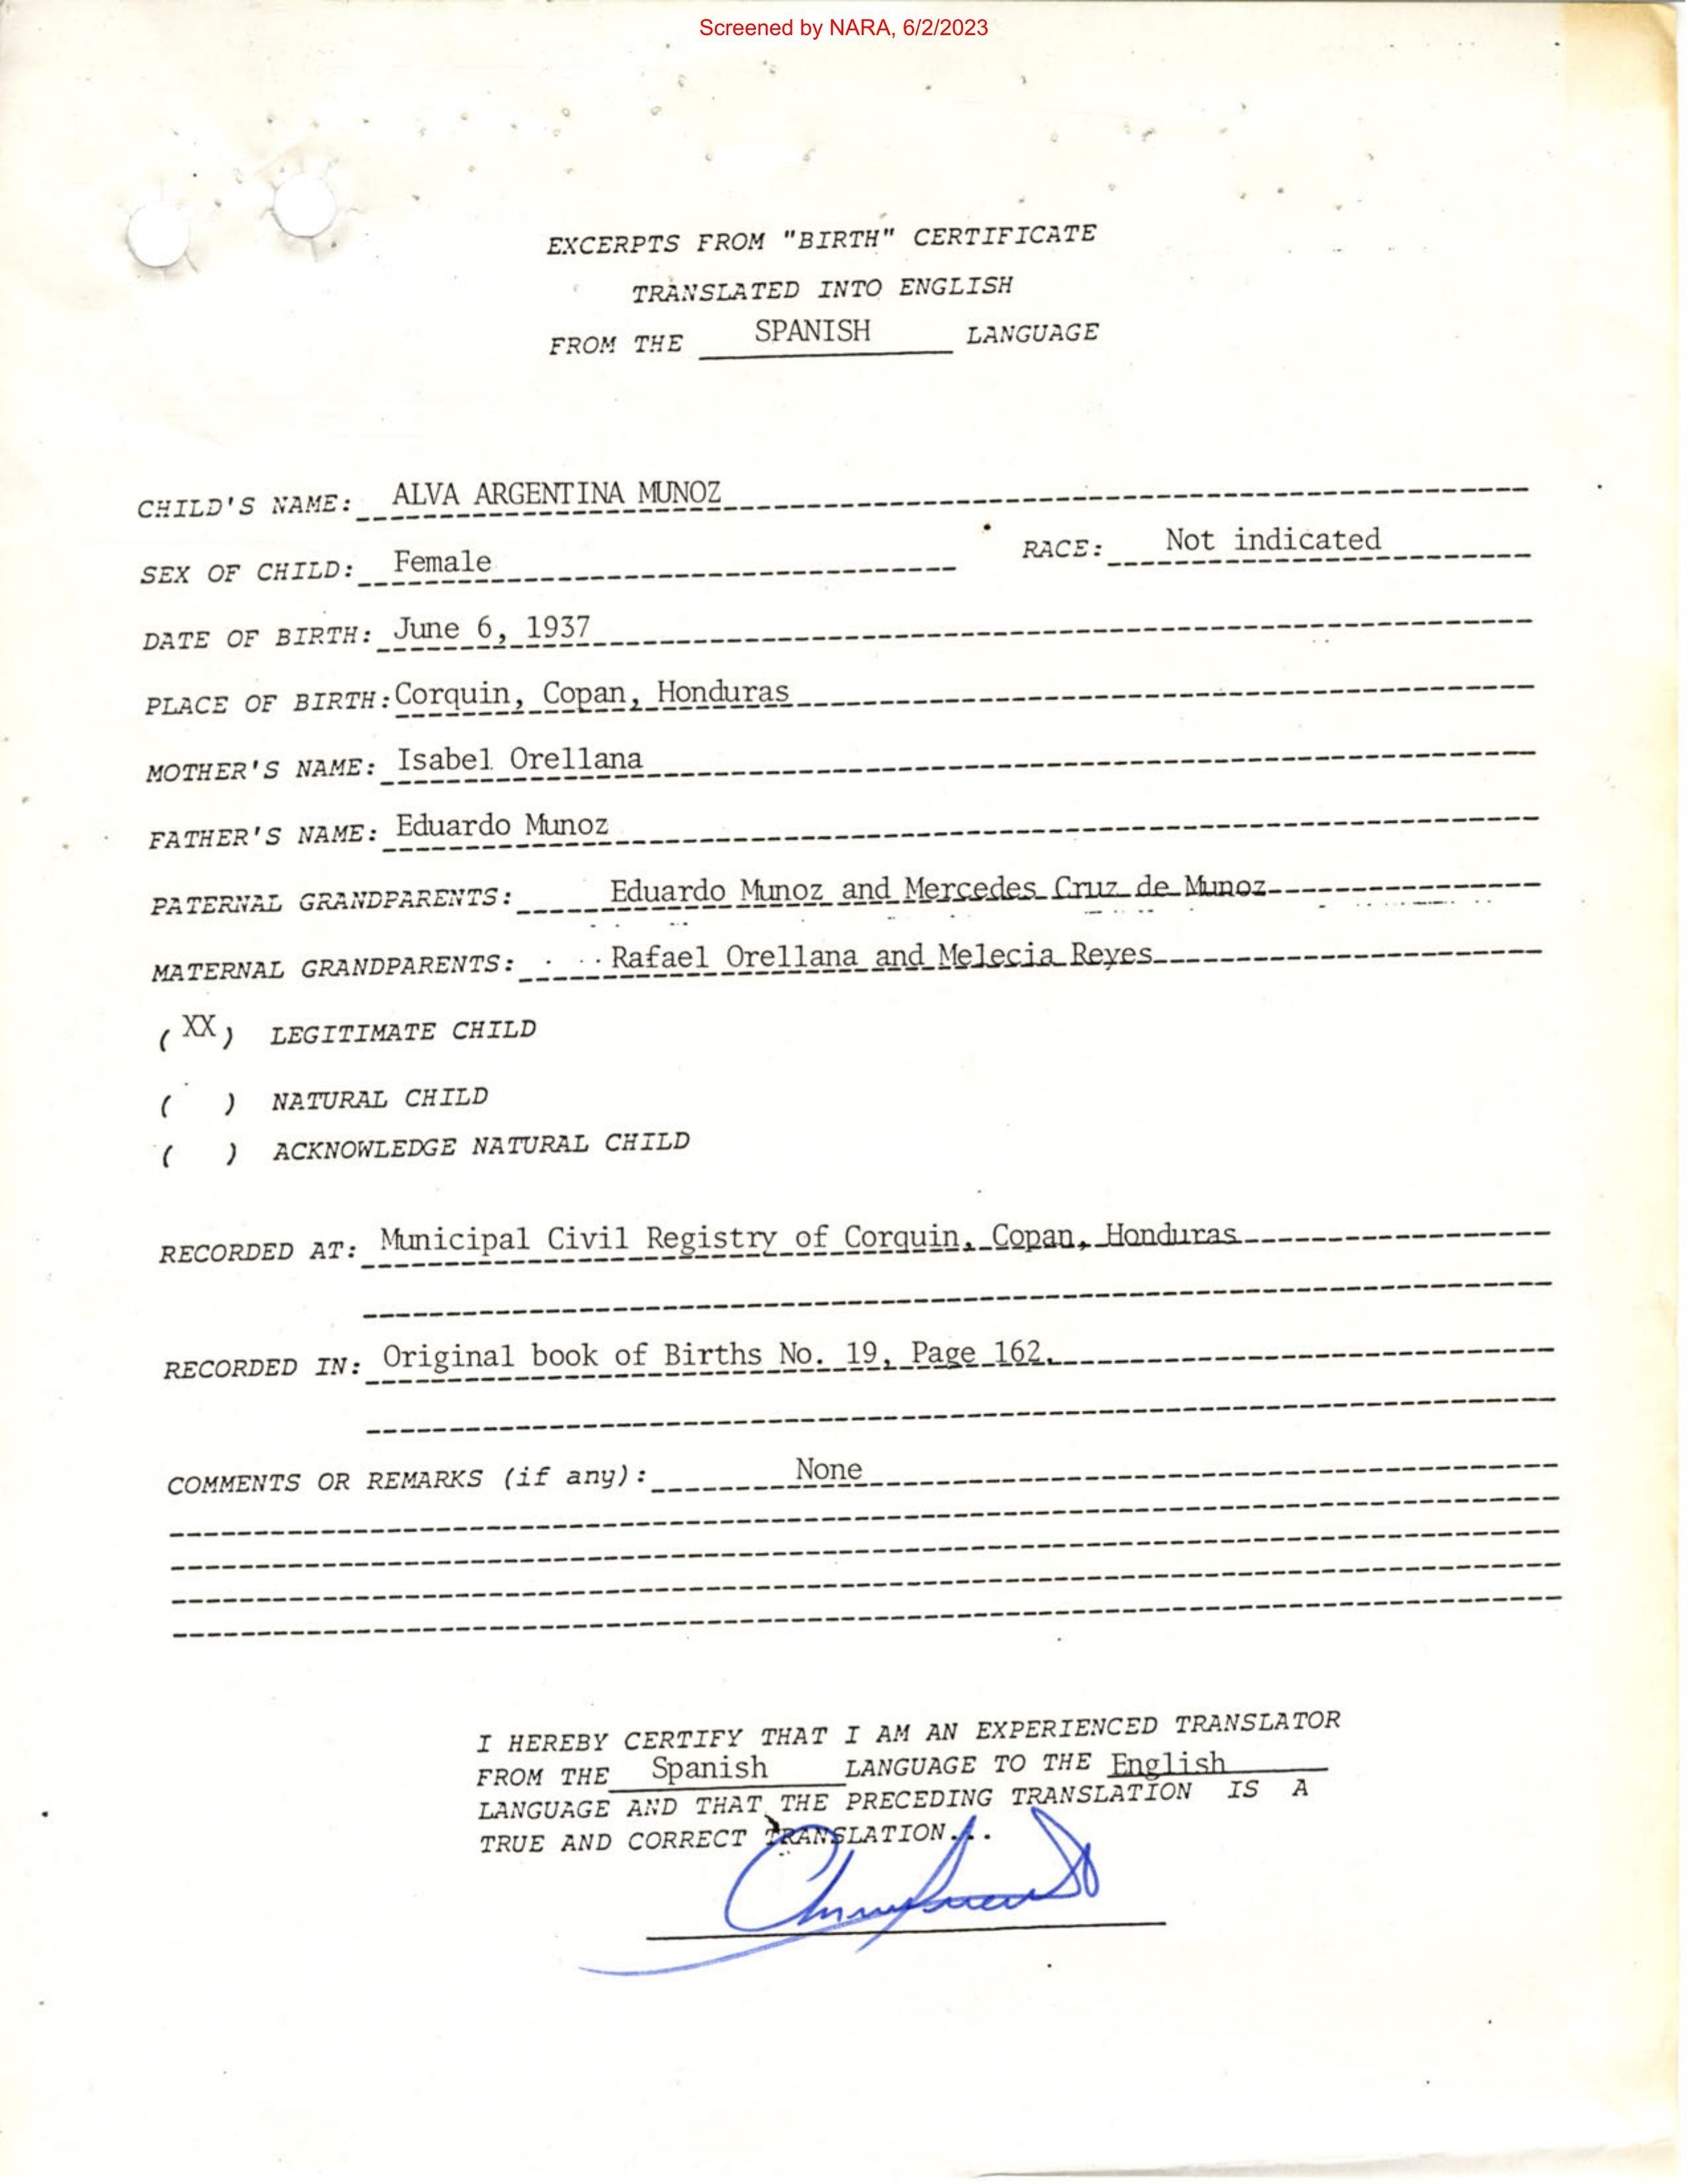 Screened by NARA, 6/2/2023
EXCERPTS FROM "BIRTH" CERTIFICATE
TRANSLATED INTO ENGLISH
FROM THE SPANISH LANGUAGE
CHILD'S NAME: ALVA ARGENTINA MUNOZ
SEX OF CHILD: Female RACE: Not indicated
DATE OF BIRTH: June 6, 1937
PLACE OF BIRTH: Corquin, Copan, Honduras
MOTHER'S NAME: Isabel Orellana
FATHER'S NAME: Eduardo Munoz
PATERNAL GRANDPARENTS: Eduardo Munoz and Mercedes Cruz de Munoz
MATERNAL GRANDPARENTS: Rafael Orellana and Melecia Reyes
(XX) LEGITIMATE CHILD
( ) NATURAL CHILD
( ) ACKNOWLEDGE NATURAL CHILD
RECORDED AT: Municipal Civil Registry of Corquin, Copan, Honduras
RECORDED IN: Original book of Births No. 19, Page 162.
COMMENTS OR REMARKS (if any): None
I HEREBY CERTIFY THAT I AM AN EXPERIENCED TRANSLATOR
FROM THE Spanish LANGUAGE TO THE English
LANGUAGE AND THAT THE PRECEDING TRANSLATION IS A
TRUE AND CORRECT TRANSLATION...